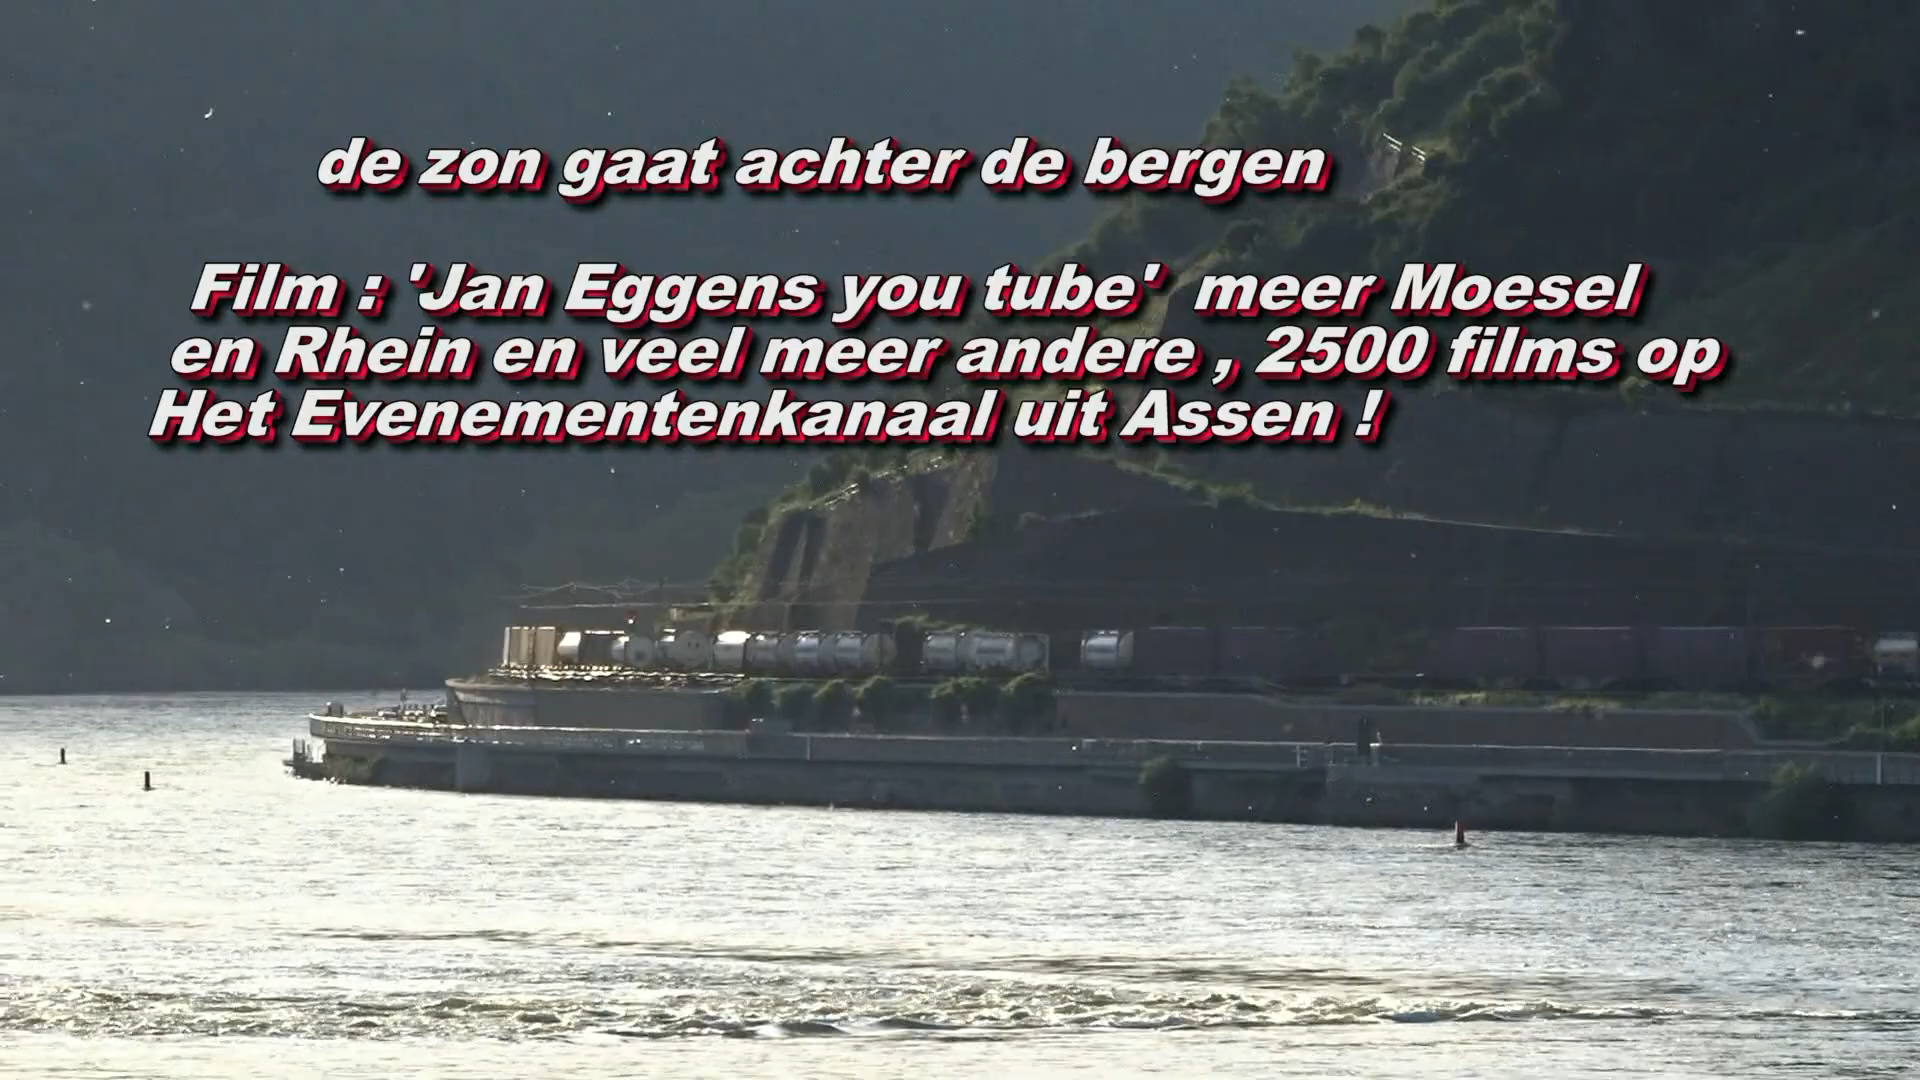 de zon gaat achter de bergen
Film : 'Jan Eggens you tube' meer Moesel
en Rhein en veel meer andere , 2500 films op
Het Evenementenkanaal uit Assen !